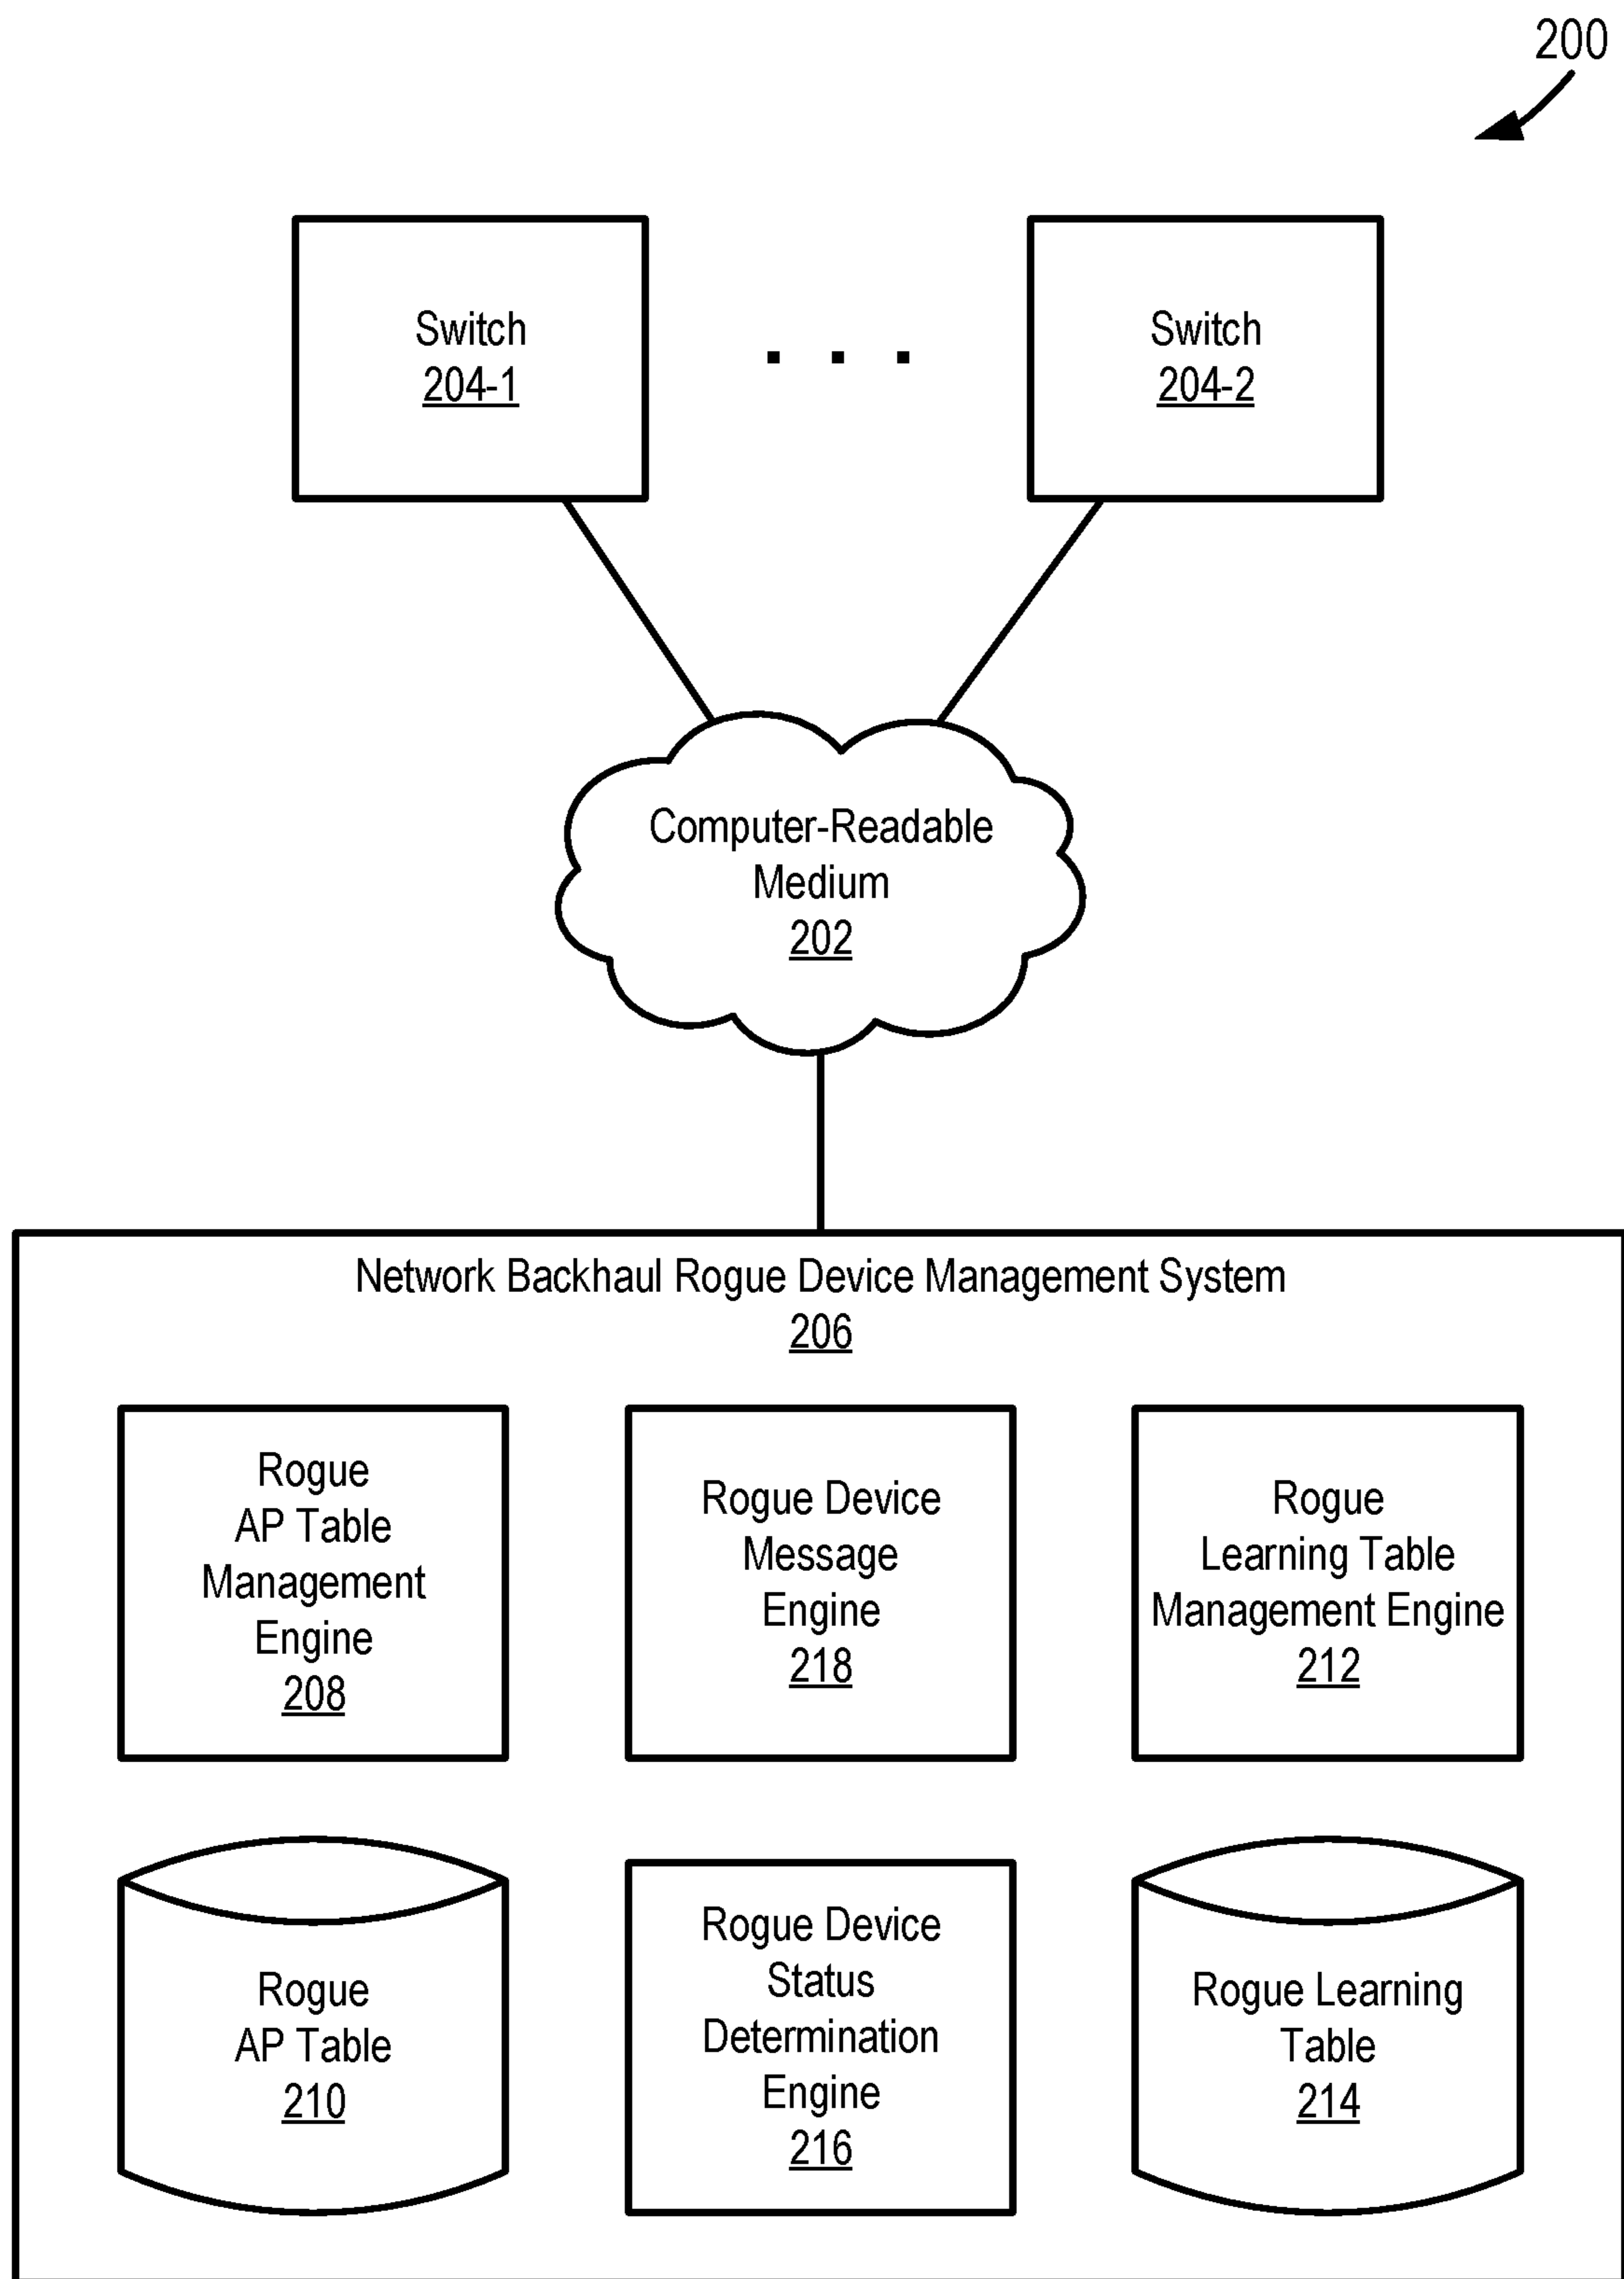 200
Switch
204-1
. . .
Switch
204-2
Computer-Readable
Medium
202
Network Backhaul Rogue Device Management System
206
Rogue
AP Table
Management
Engine
208
Rogue Device
Message
Engine
218
Rogue
Learning Table
Management Engine
212
Rogue
AP Table
210
Rogue Device
Status
Determination
Engine
216
Rogue Learning
Table
214